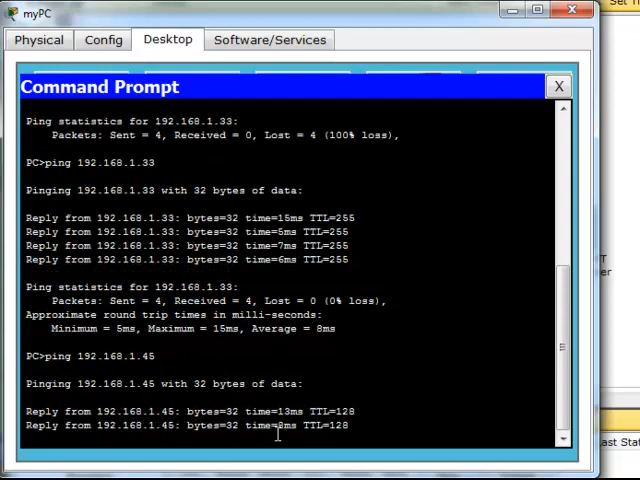 myPC
Set Ti
Physical Config Desktop Software/Services
Command Prompt X
Ping statistics for 192.168.1.33:
Packets: Sent = 4, Received = 0, Lost = 4 (100% loss),
PC>ping 192.168.1.33
Pinging 192.168.1.33 with 32 bytes of data:
Reply from 192.168.1.33: bytes=32 time=15ms TTL=255
Reply from 192.168.1.33: bytes=32 time=5ms TTL=255
Reply from 192.168.1.33: bytes=32 time=7ms TTL=255
Reply from 192.168.1.33: bytes=32 time=6ms TTL=255
Ping statistics for 192.168.1.33:
Packets: Sent = 4, Received = 4, Lost = 0 (0% loss),
Approximate round trip times in milli-seconds:
Minimum = 5ms, Maximum = 15ms, Average = 8ms
PC>ping 192.168.1.45
Pinging 192.168.1.45 with 32 bytes of data:
Reply from 192.168.1.45: bytes=32 time=13ms TTL=128
Reply from 192.168.1.45: bytes=32 time=8ms TTL=128
T
er
ast Stat